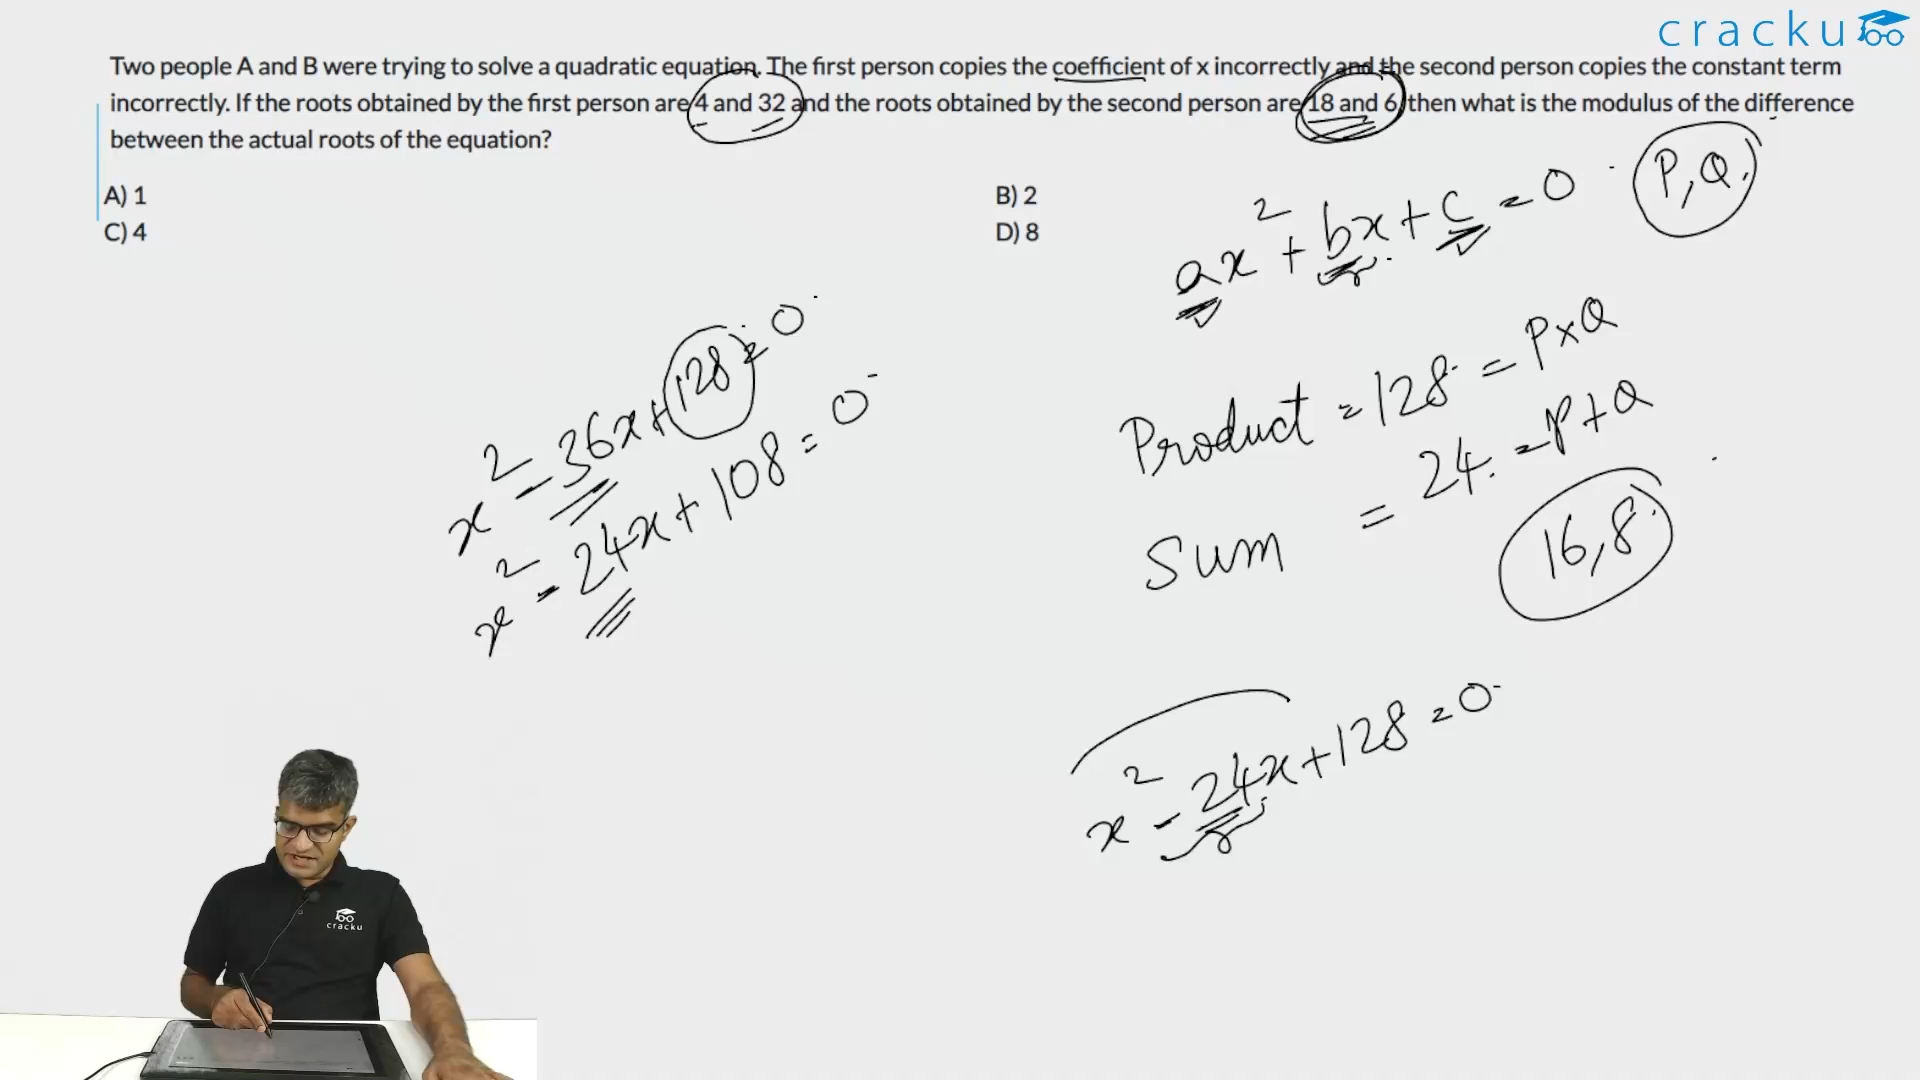 cracku
Two people A and B were trying to solve a quadratic equation. The first person copies the coefficient of x incorrectly and the second person copies the constant term
incorrectly. If the roots obtained by the first person are 4 and 32 and the roots obtained by the second person are 18 and 6, then what is the modulus of the difference
between the actual roots of the equation?
A) 1
B) 2
C) 4
D) 8
ax² + bx + c = 0
P, Q.
x² - 36x + 128 = 0
x² - 24x + 108 = 0
Product = 128 = P×Q
Sum = 24 = P+Q
16, 8
x² - 24x + 128 = 0
cracku